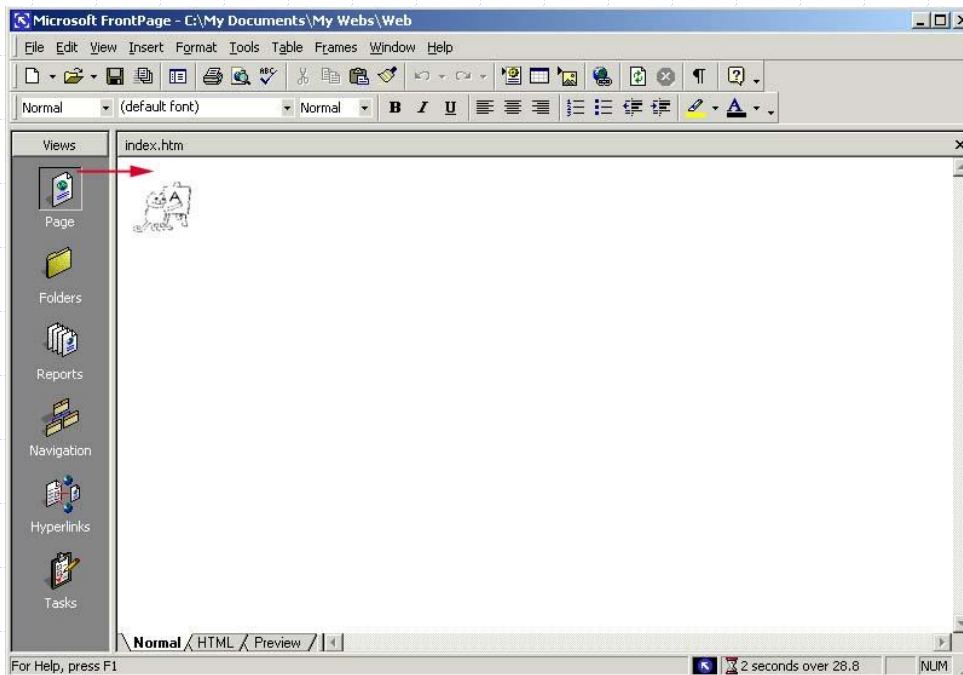 Microsoft FrontPage - C:\My Documents\My Webs\Web
File Edit View Insert Format Tools Table Frames Window Help
ABC
Normal (default font) Normal B I U A
Views index.htm
A
Page
Folders
Reports
Navigation
Hyperlinks
Tasks
Normal HTML Preview
For Help, press F1 2 seconds over 28.8 NUM